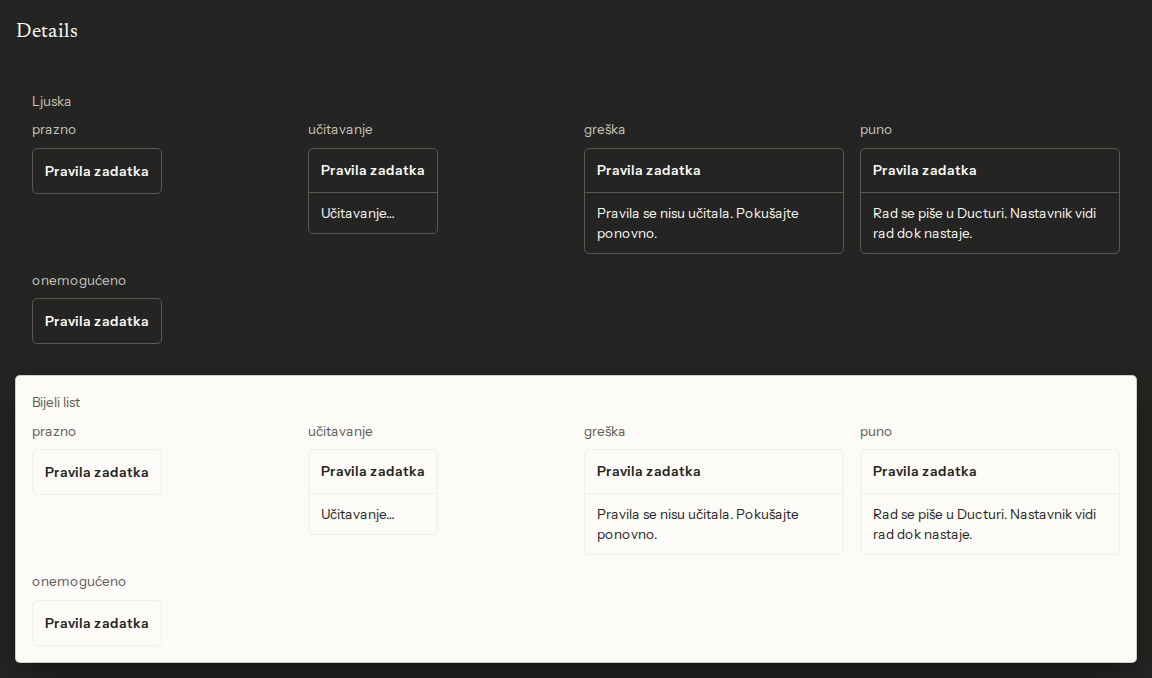 Details
Ljuska
prazno
Pravila zadatka
učitavanje
Pravila zadatka
Učitavanje…
greška
Pravila zadatka
Pravila se nisu učitala. Pokušajte
ponovno.
puno
Pravila zadatka
Rad se piše u Ducturi. Nastavnik vidi
rad dok nastaje.
onemogućeno
Pravila zadatka
Bijeli list
prazno
Pravila zadatka
učitavanje
Pravila zadatka
Učitavanje…
greška
Pravila zadatka
Pravila se nisu učitala. Pokušajte
ponovno.
puno
Pravila zadatka
Rad se piše u Ducturi. Nastavnik vidi
rad dok nastaje.
onemogućeno
Pravila zadatka